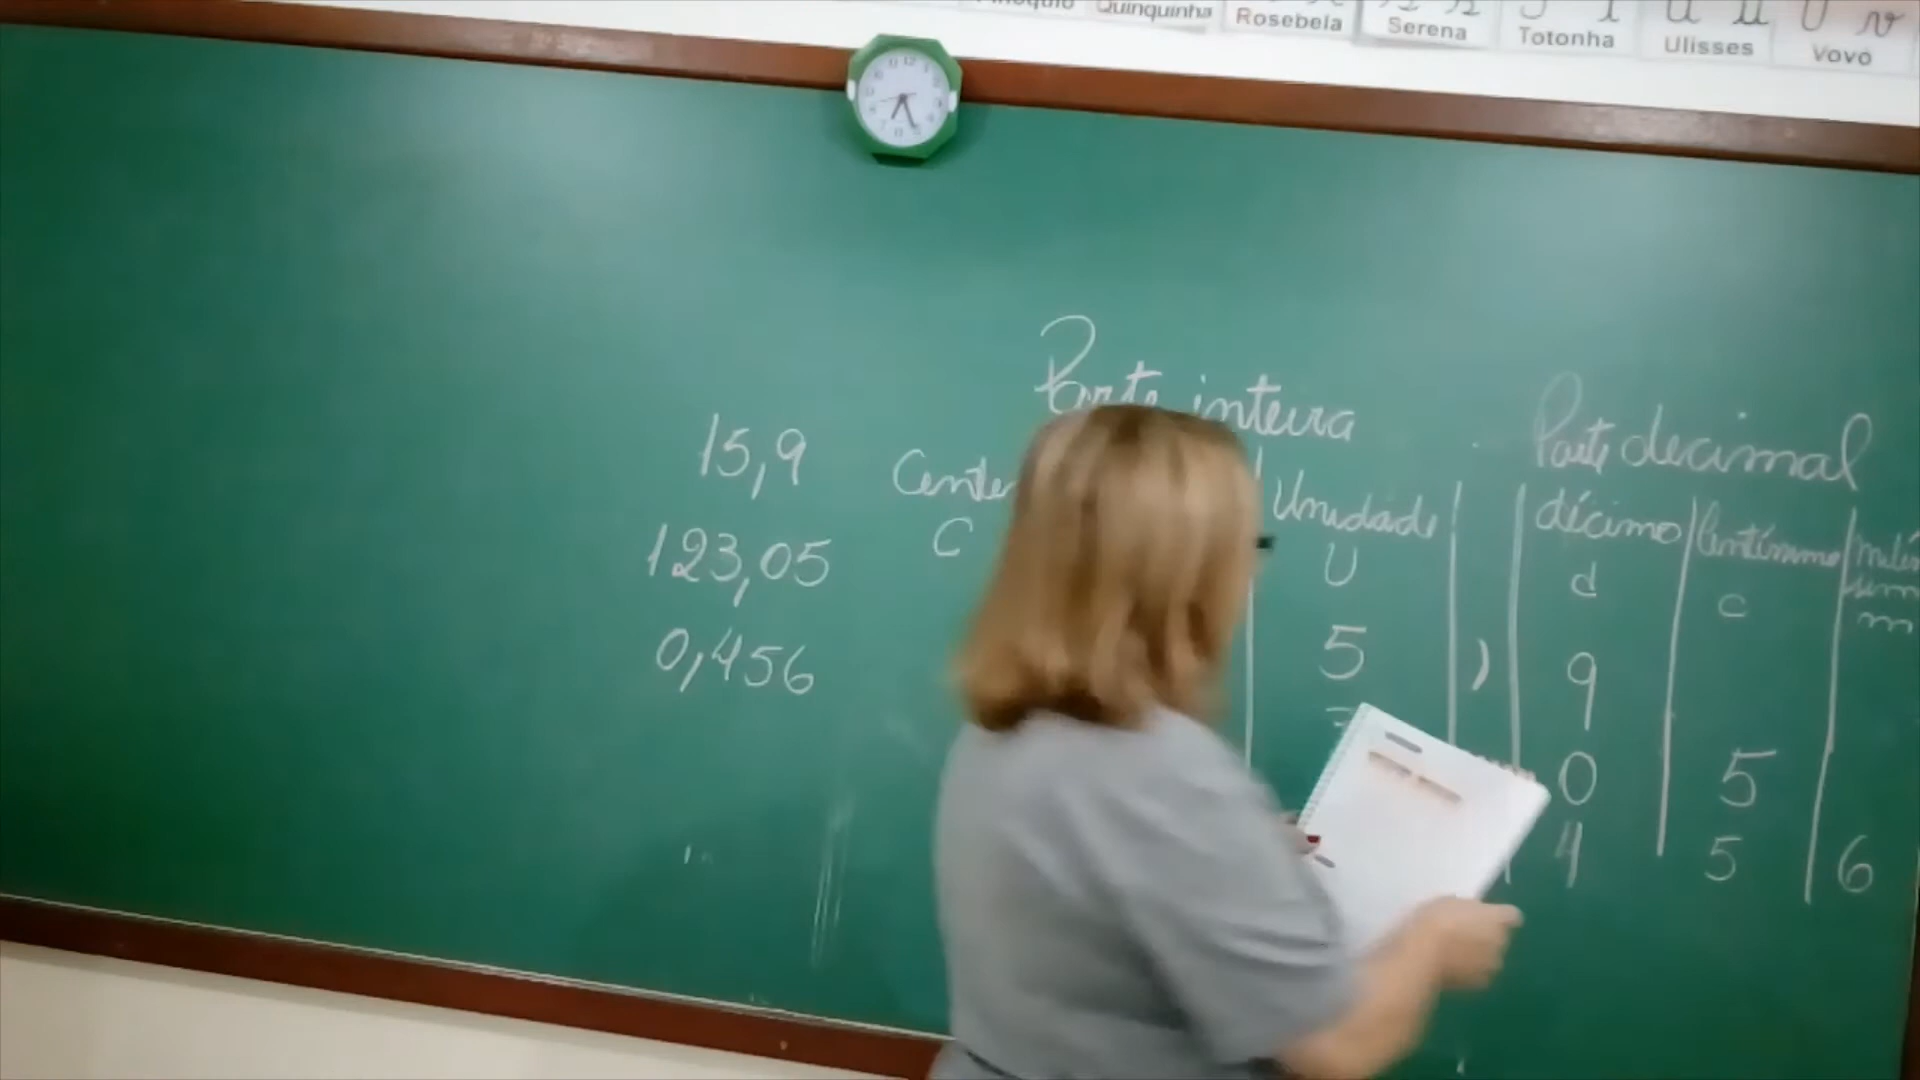 Quinquinha Rosebela Serena Totonha Ulisses Vovó
Parte inteira Parte decimal
15,9
Unidade décimo
123,05
C U d c m
0,456
5 , 9
0 5
4 5 6